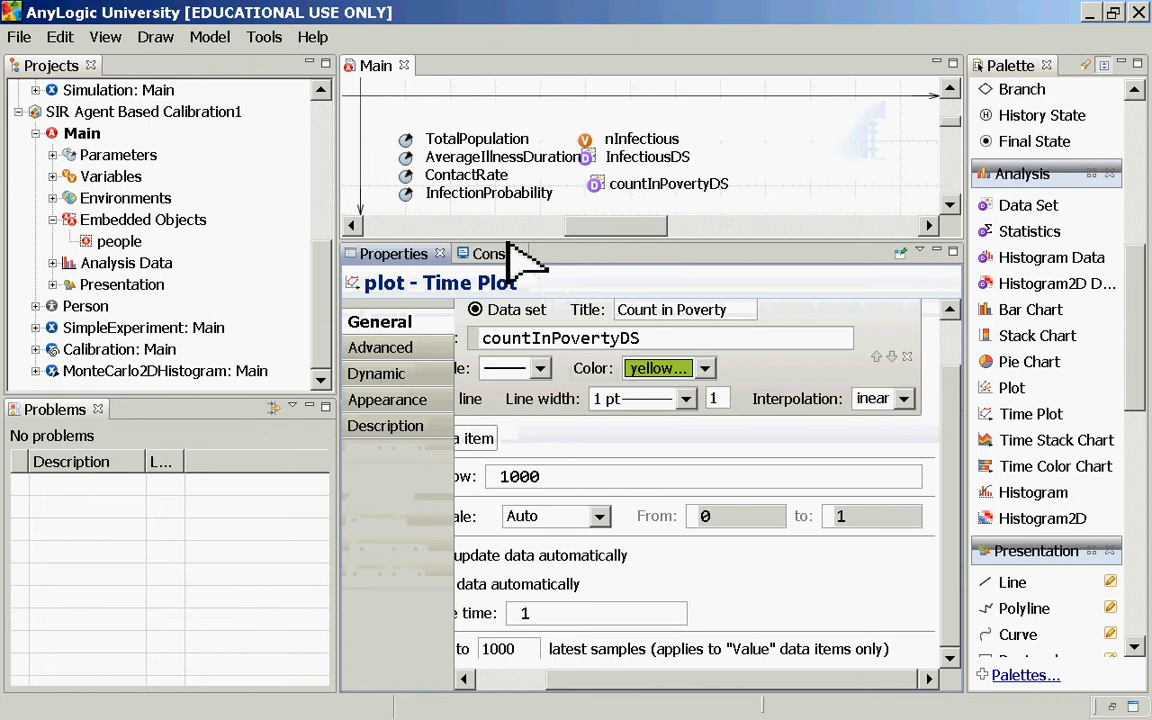 AnyLogic University [EDUCATIONAL USE ONLY]
File Edit View Draw Model Tools Help
Projects
Simulation: Main
SIR Agent Based Calibration1
Main
Parameters
Variables
Environments
Embedded Objects
people
Analysis Data
Presentation
Person
SimpleExperiment: Main
Calibration: Main
MonteCarlo2DHistogram: Main
Problems
No problems
Description L...
Main
TotalPopulation nInfectious
AverageIllnessDuration InfectiousDS
ContactRate
countInPovertyDS
InfectionProbability
Properties Cons
plot - Time Plot
General
Advanced
Dynamic
Appearance
Description
Data set Title: Count in Poverty
: countInPovertyDS
le: Color: yellow...
line Line width: 1 pt 1 Interpolation: inear
a item
ow: 1000
ale: Auto From: 0 to: 1
update data automatically
data automatically
e time: 1
to 1000 latest samples (applies to "Value" data items only)
Palette
Branch
History State
Final State
Analysis
Data Set
Statistics
Histogram Data
Histogram2D D...
Bar Chart
Stack Chart
Pie Chart
Plot
Time Plot
Time Stack Chart
Time Color Chart
Histogram
Histogram2D
Presentation
Line
Polyline
Curve
Palettes...